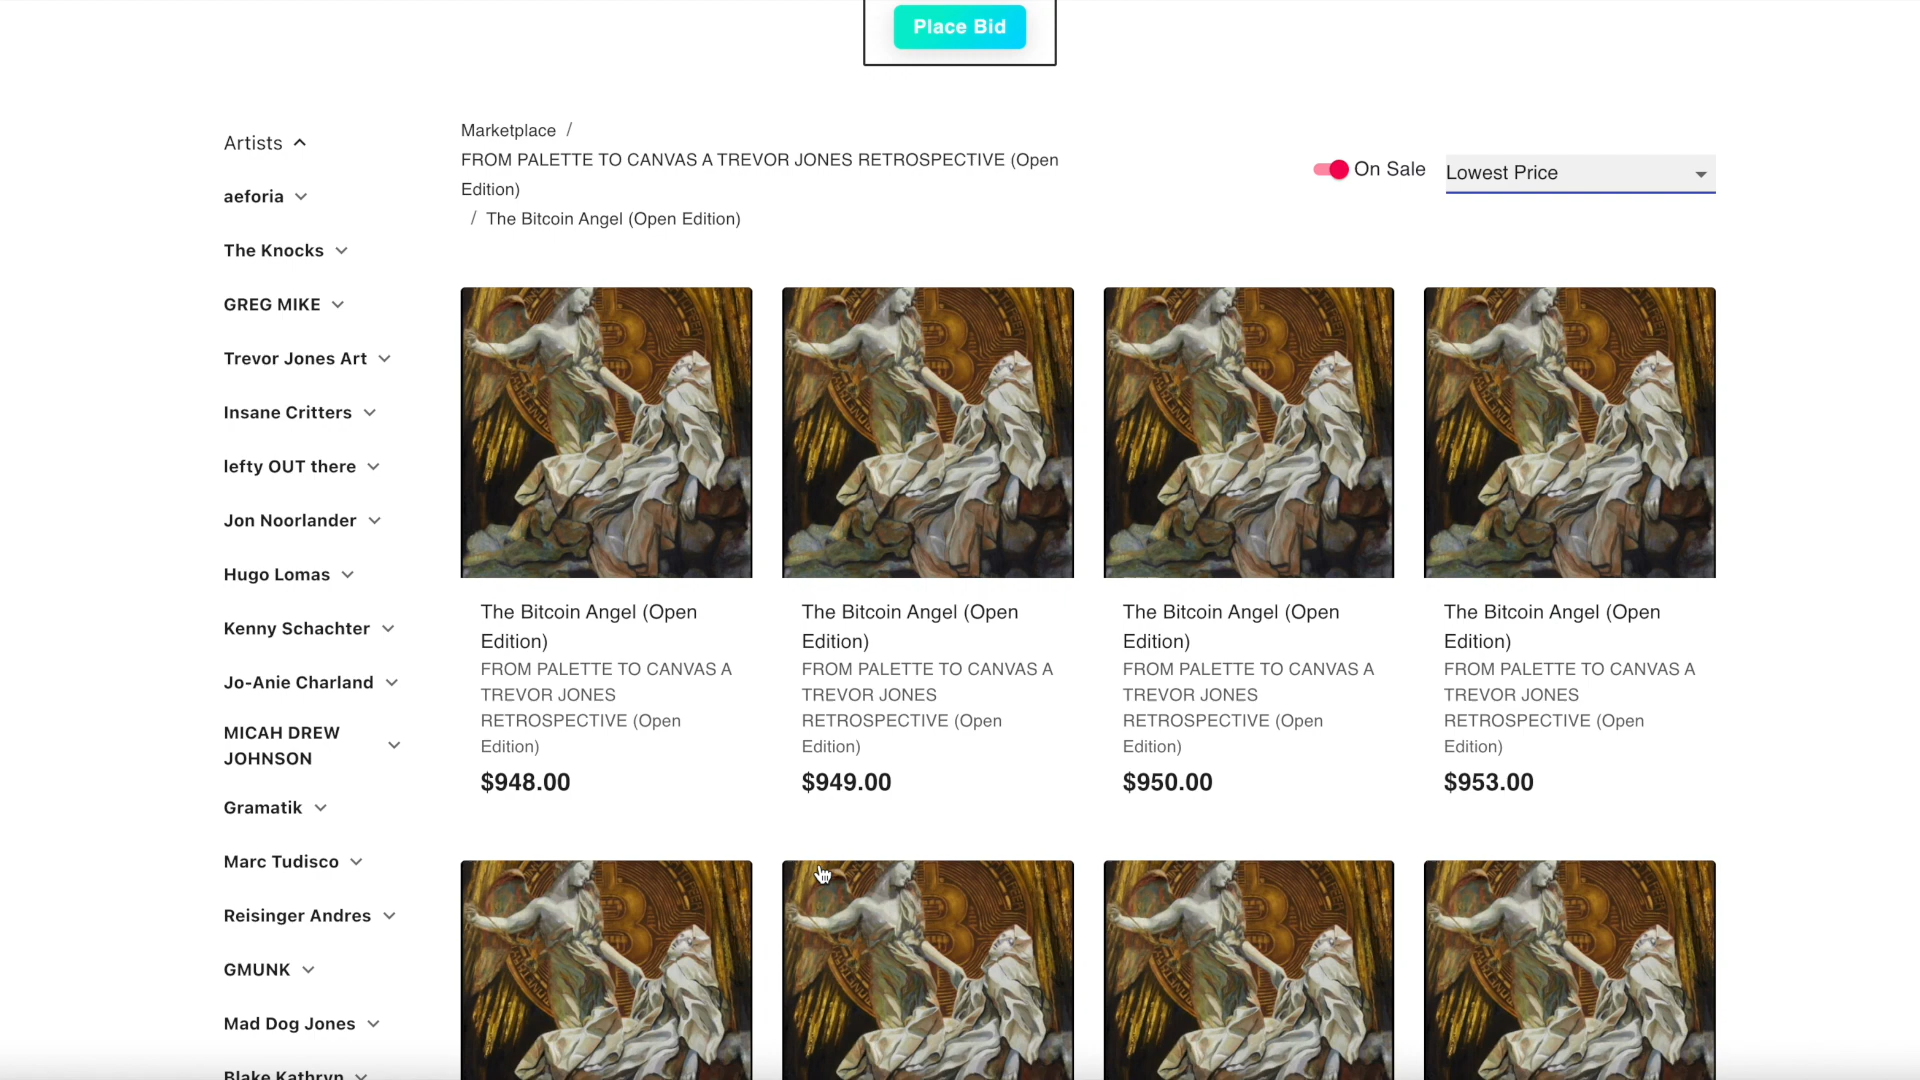 Place Bid
Artists
aeforia
The Knocks
GREG MIKE
Trevor Jones Art
Insane Critters
lefty OUT there
Jon Noorlander
Hugo Lomas
Kenny Schachter
Jo-Anie Charland
MICAH DREW
JOHNSON
Gramatik
Marc Tudisco
Reisinger Andres
GMUNK
Mad Dog Jones
Blake Kathryn
Marketplace /
FROM PALETTE TO CANVAS A TREVOR JONES RETROSPECTIVE (Open
Edition)
/ The Bitcoin Angel (Open Edition)
On Sale
Lowest Price
The Bitcoin Angel (Open
Edition)
FROM PALETTE TO CANVAS A
TREVOR JONES
RETROSPECTIVE (Open
Edition)
$948.00
The Bitcoin Angel (Open
Edition)
FROM PALETTE TO CANVAS A
TREVOR JONES
RETROSPECTIVE (Open
Edition)
$949.00
The Bitcoin Angel (Open
Edition)
FROM PALETTE TO CANVAS A
TREVOR JONES
RETROSPECTIVE (Open
Edition)
$950.00
The Bitcoin Angel (Open
Edition)
FROM PALETTE TO CANVAS A
TREVOR JONES
RETROSPECTIVE (Open
Edition)
$953.00